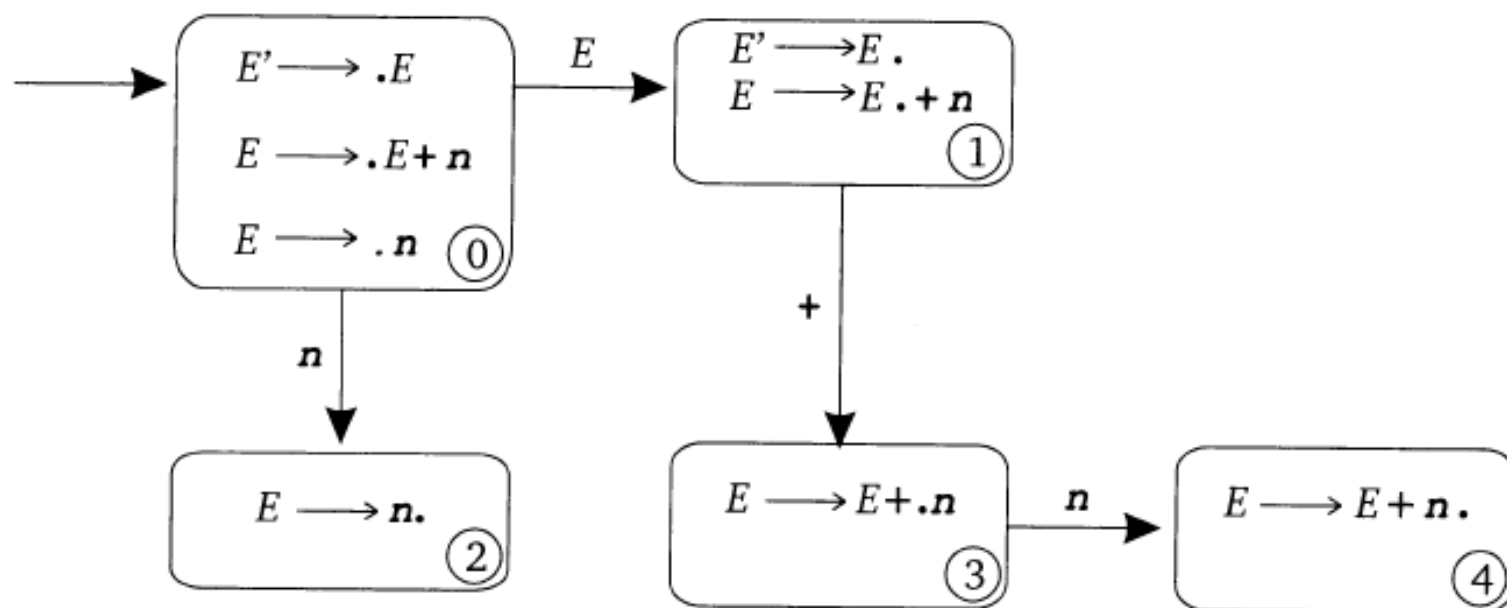 E' ⟶ .E
E ⟶ .E+ n
E ⟶ . n
0
E
E' ⟶ E .
E ⟶ E . + n
1
n
+
E ⟶ n.
2
E ⟶ E+.n
3
n
E ⟶ E + n .
4